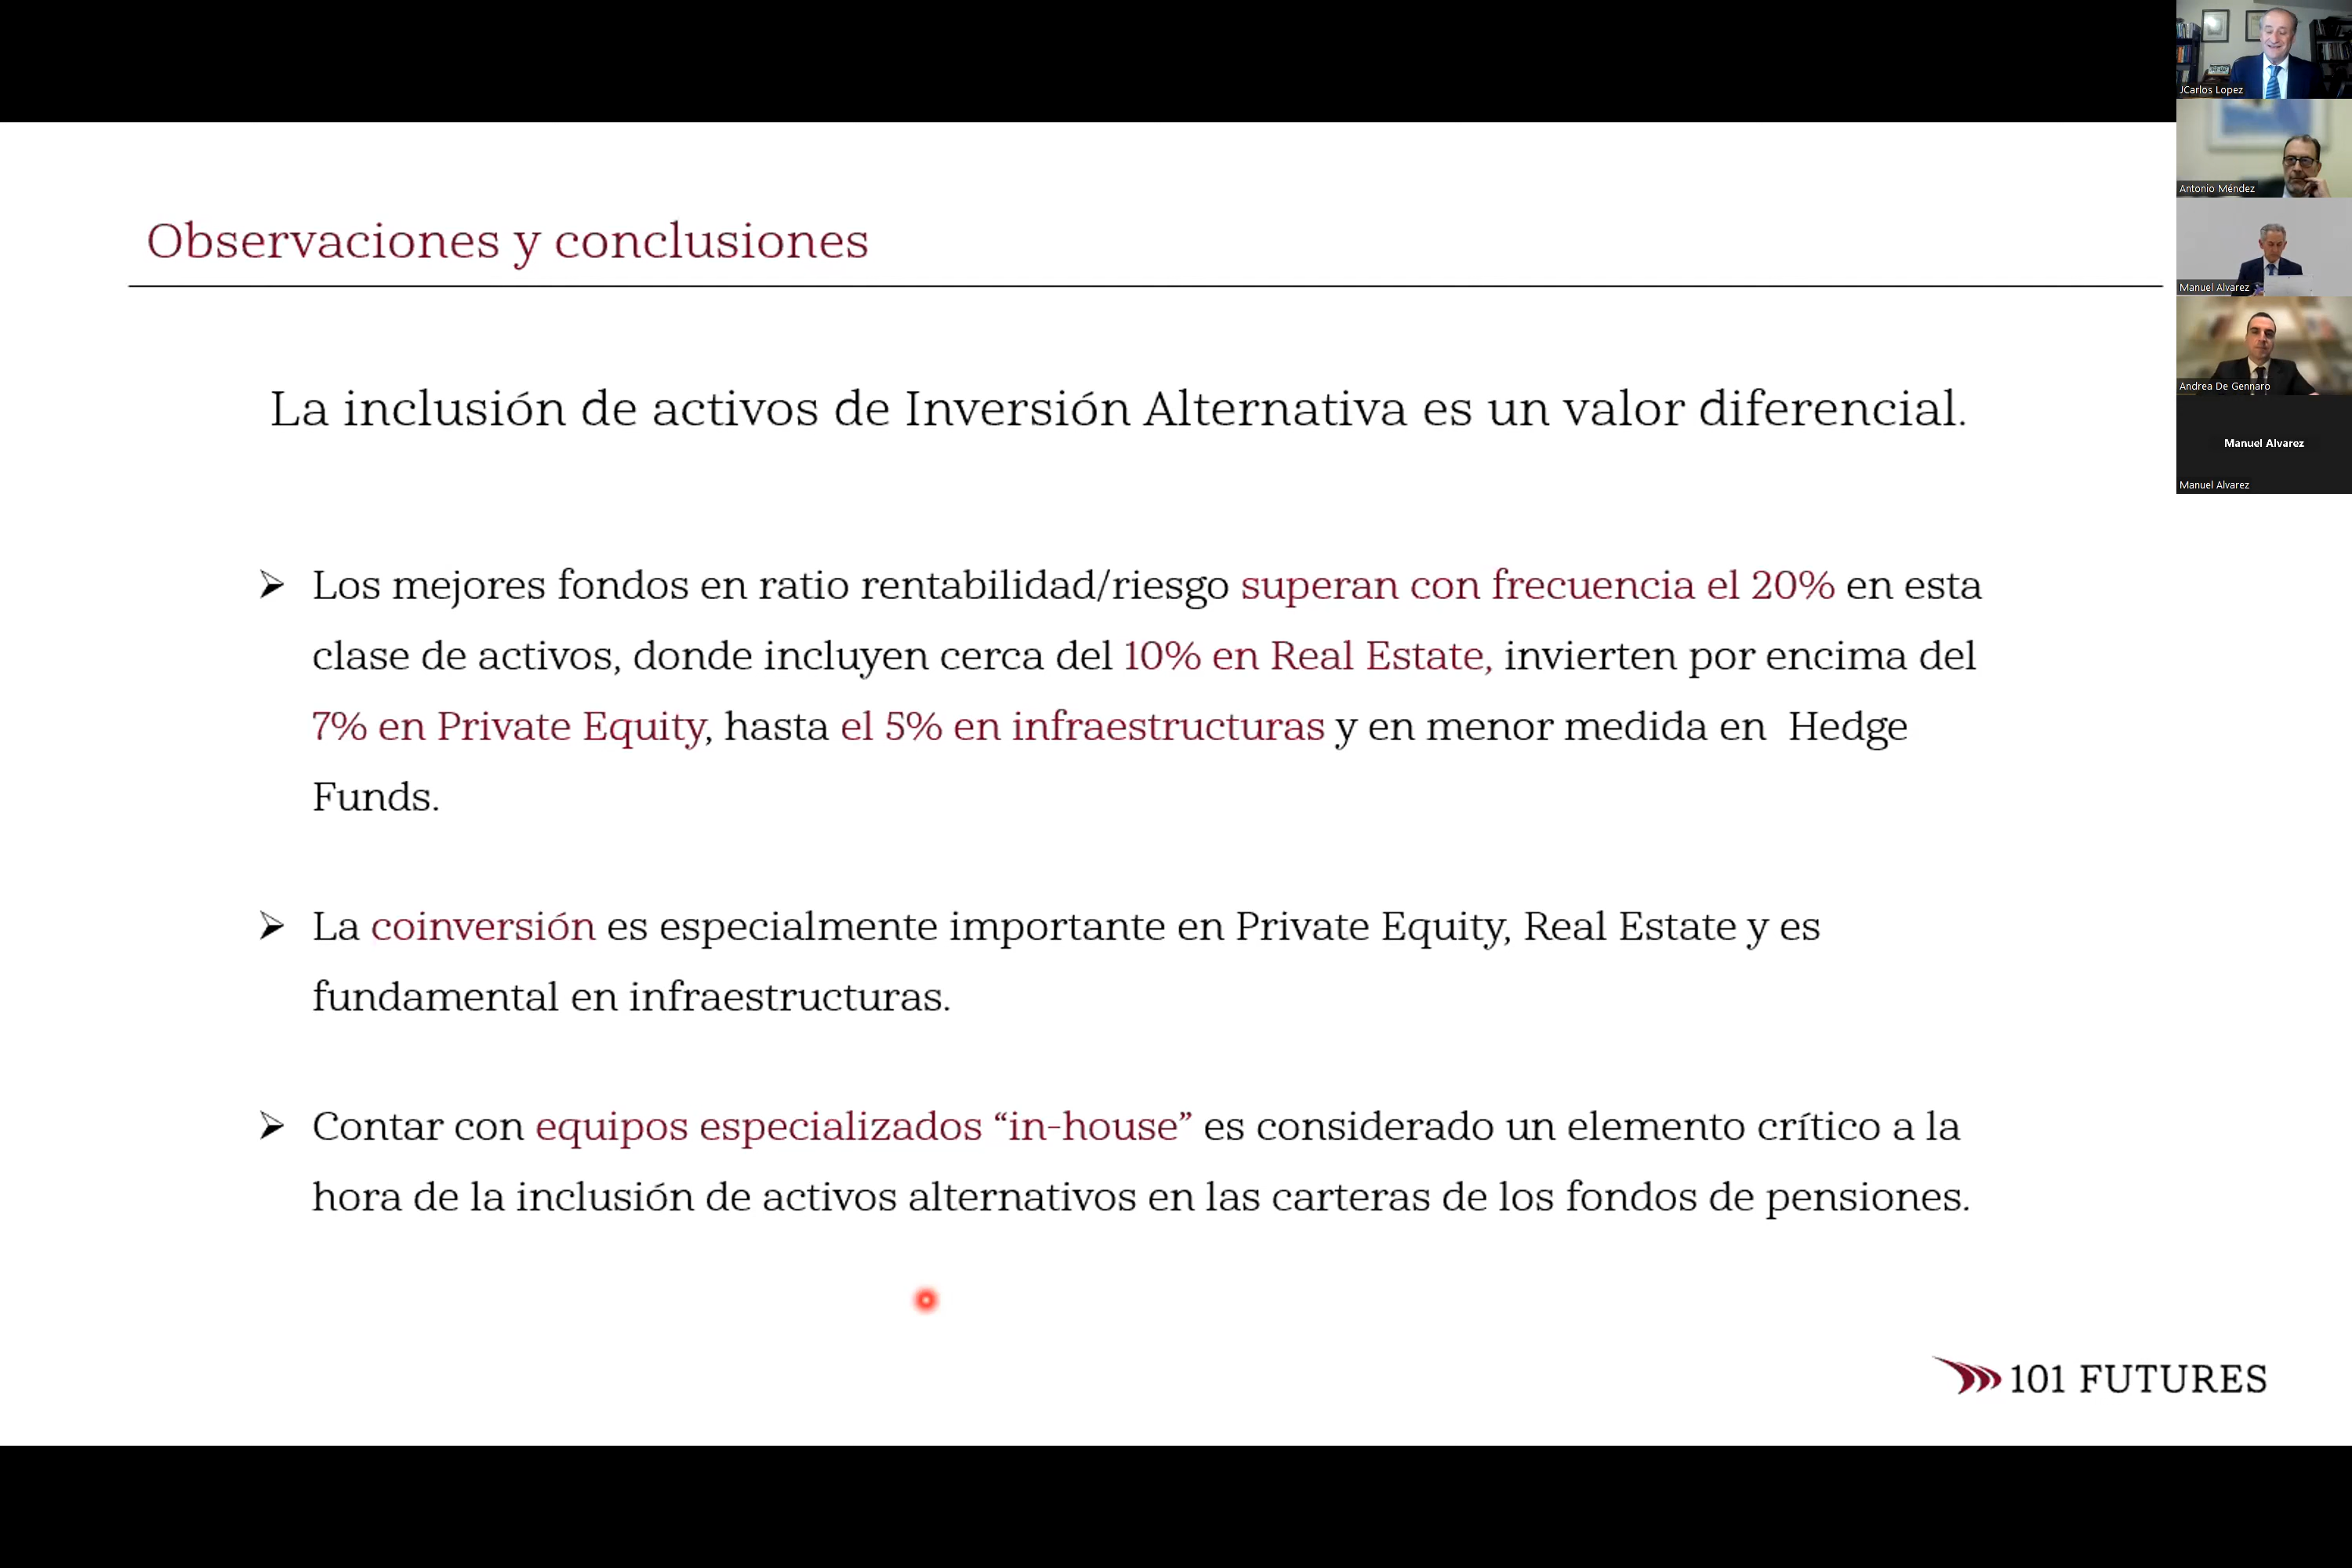 Observaciones y conclusiones
La inclusión de activos de Inversión Alternativa es un valor diferencial.
➢ Los mejores fondos en ratio rentabilidad/riesgo superan con frecuencia el 20% en esta
clase de activos, donde incluyen cerca del 10% en Real Estate, invierten por encima del
7% en Private Equity, hasta el 5% en infraestructuras y en menor medida en Hedge
Funds.
➢ La coinversión es especialmente importante en Private Equity, Real Estate y es
fundamental en infraestructuras.
➢ Contar con equipos especializados “in-house” es considerado un elemento crítico a la
hora de la inclusión de activos alternativos en las carteras de los fondos de pensiones.
101 FUTURES
JCarlos Lopez
Antonio Méndez
Manuel Alvarez
Andrea De Gennaro
Manuel Alvarez
Manuel Alvarez